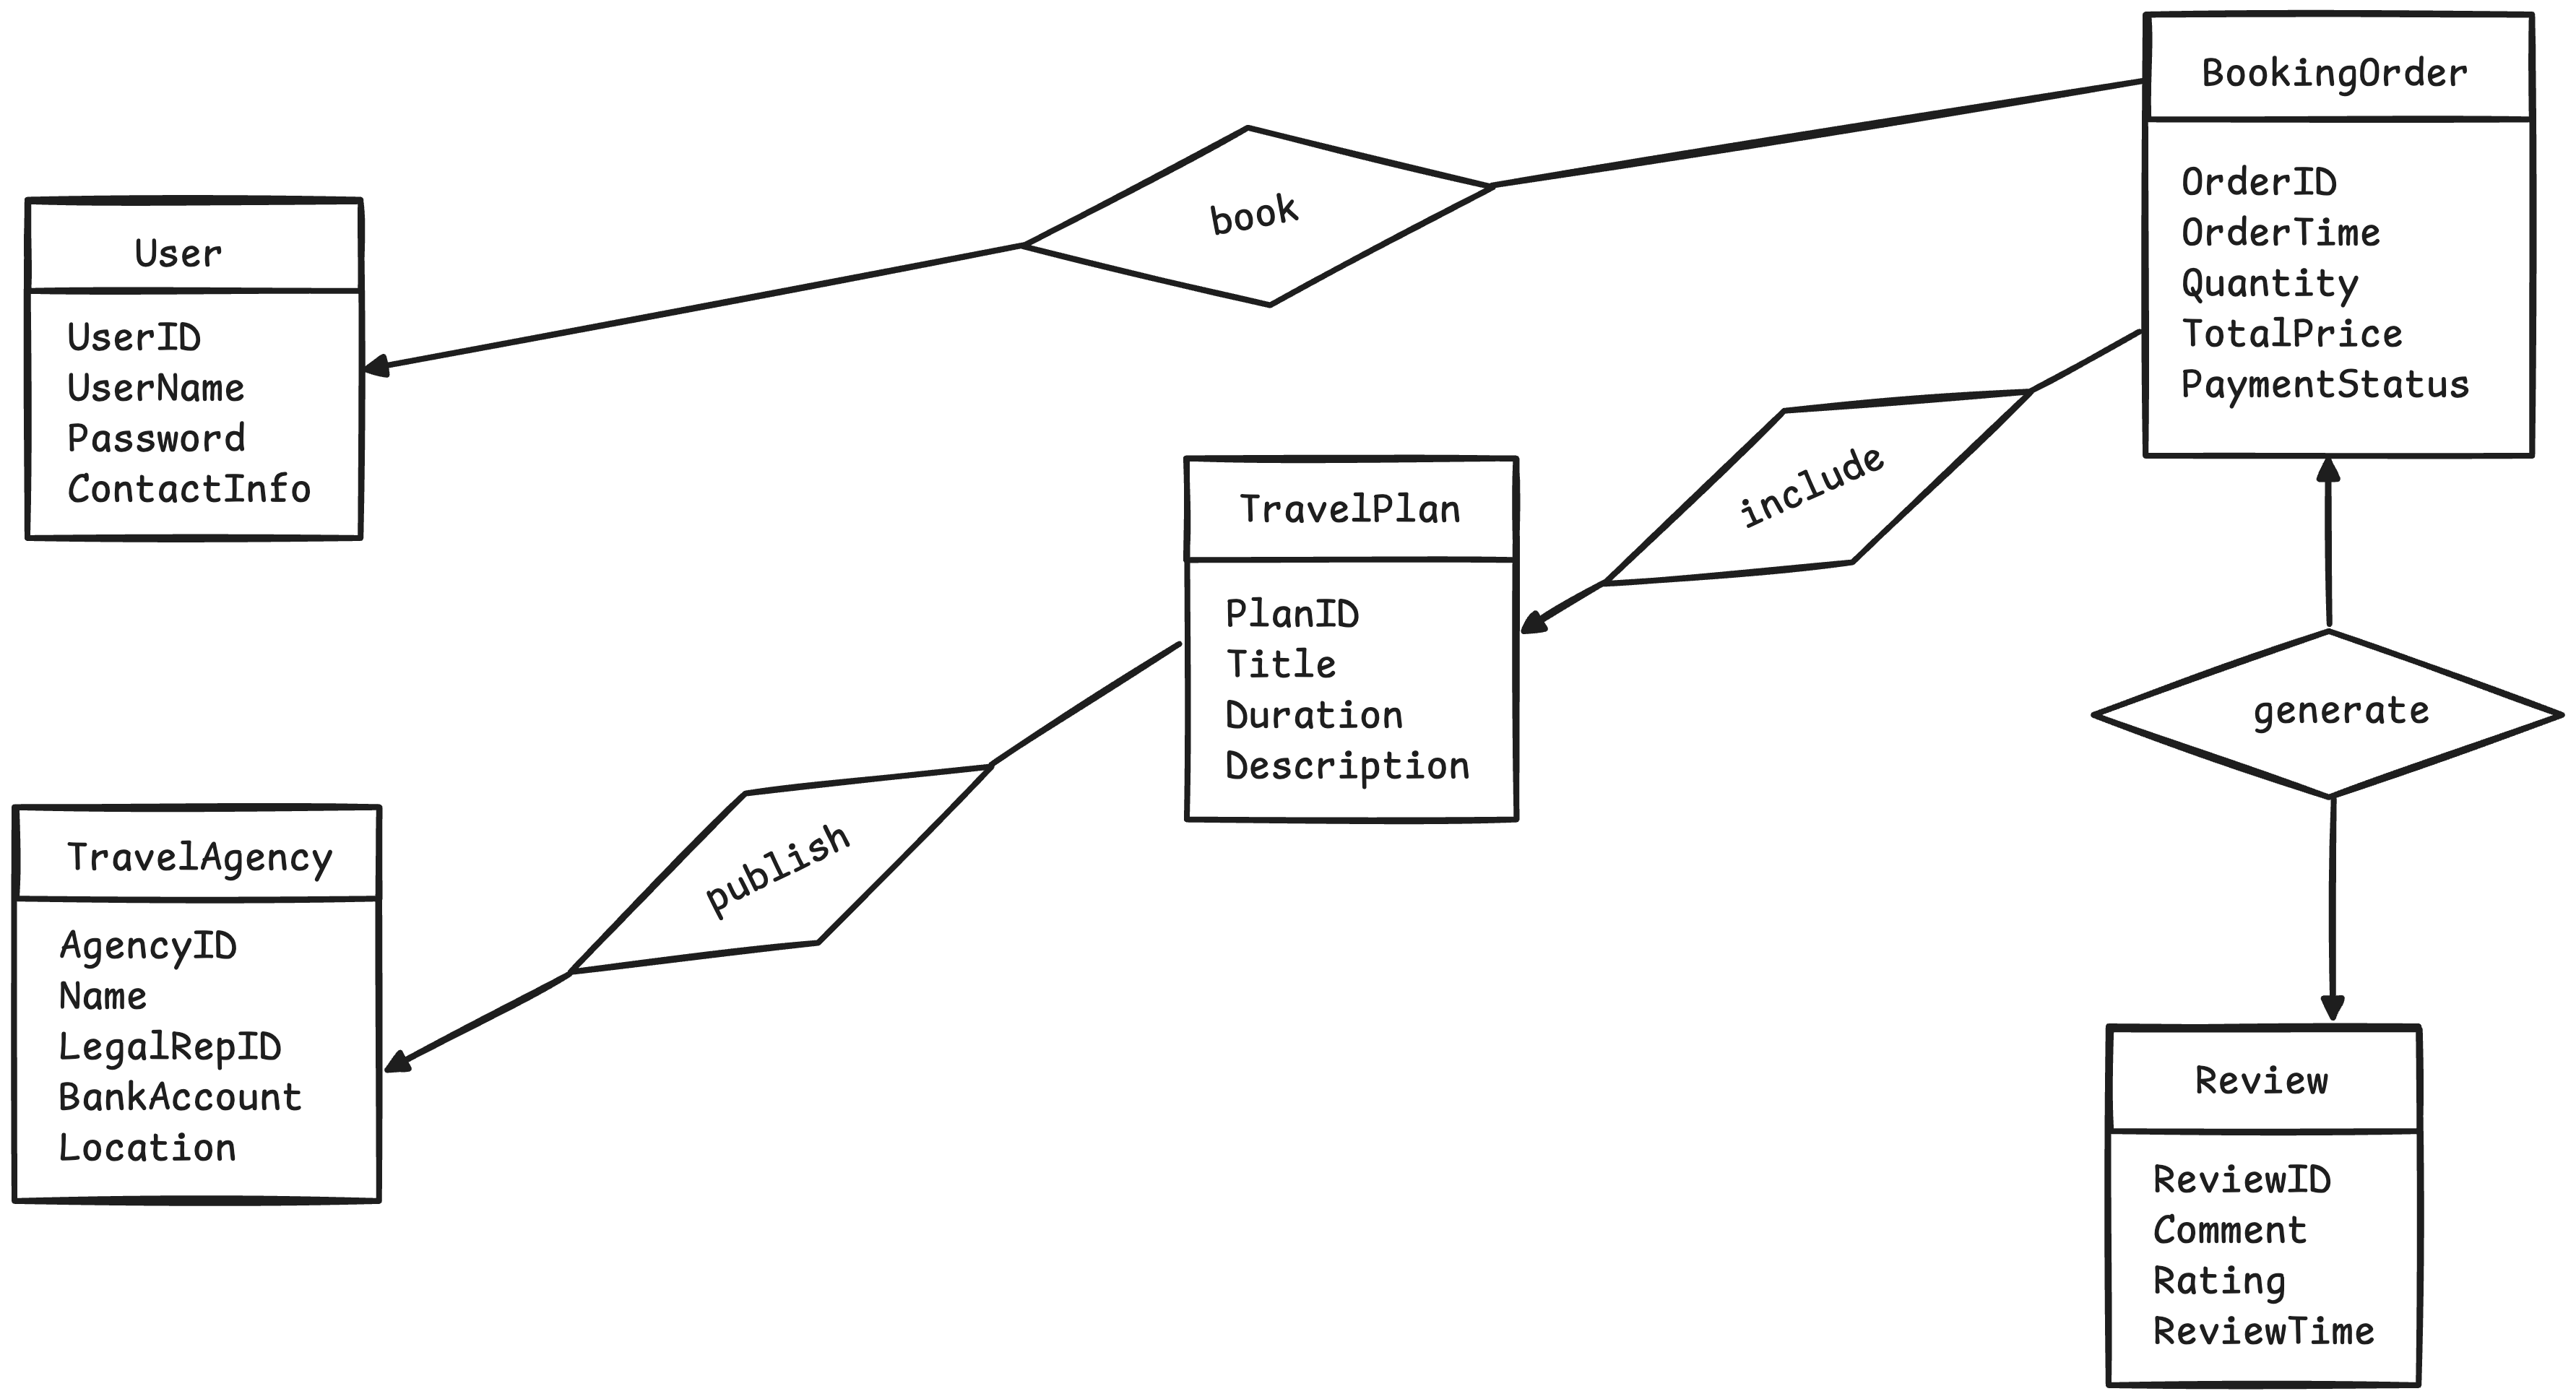 BookingOrder
OrderID
OrderTime
Quantity
TotalPrice
PaymentStatus
book
User
UserID
UserName
Password
ContactInfo
include
TravelPlan
PlanID
Title
Duration
Description
generate
publish
TravelAgency
AgencyID
Name
LegalRepID
BankAccount
Location
Review
ReviewID
Comment
Rating
ReviewTime